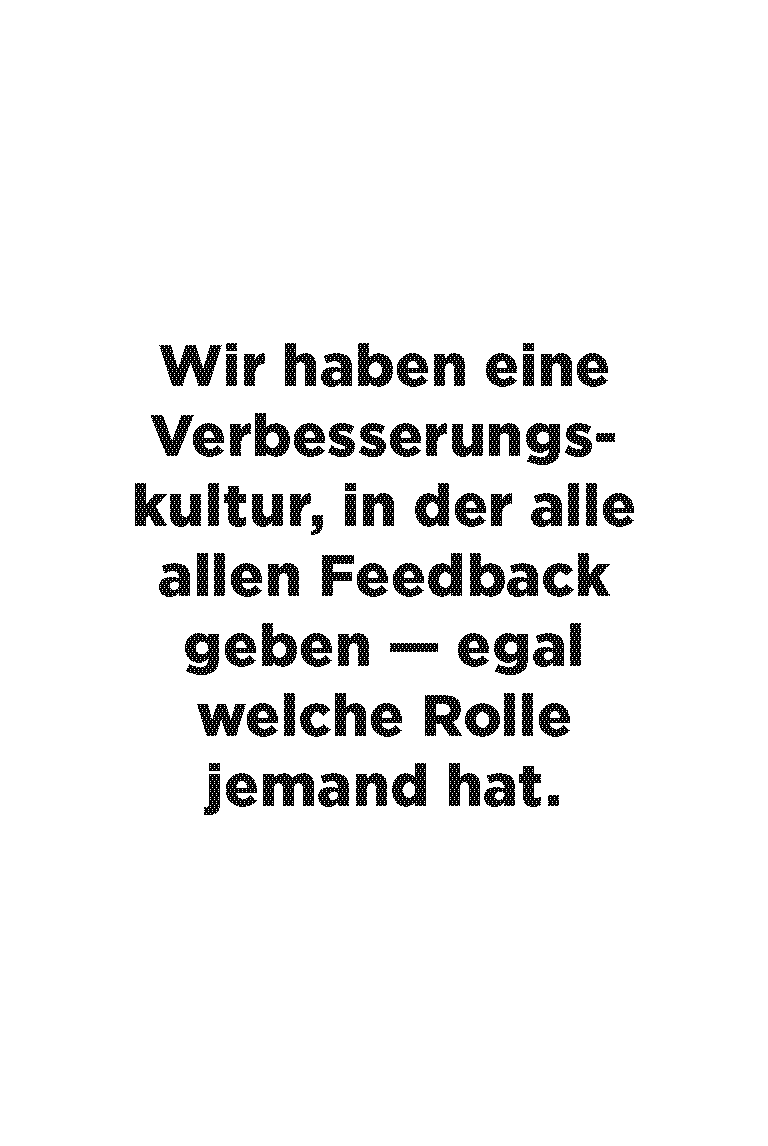 Wir haben eine
Verbesserungs-
kultur, in der alle
allen Feedback
geben — egal
welche Rolle
jemand hat.